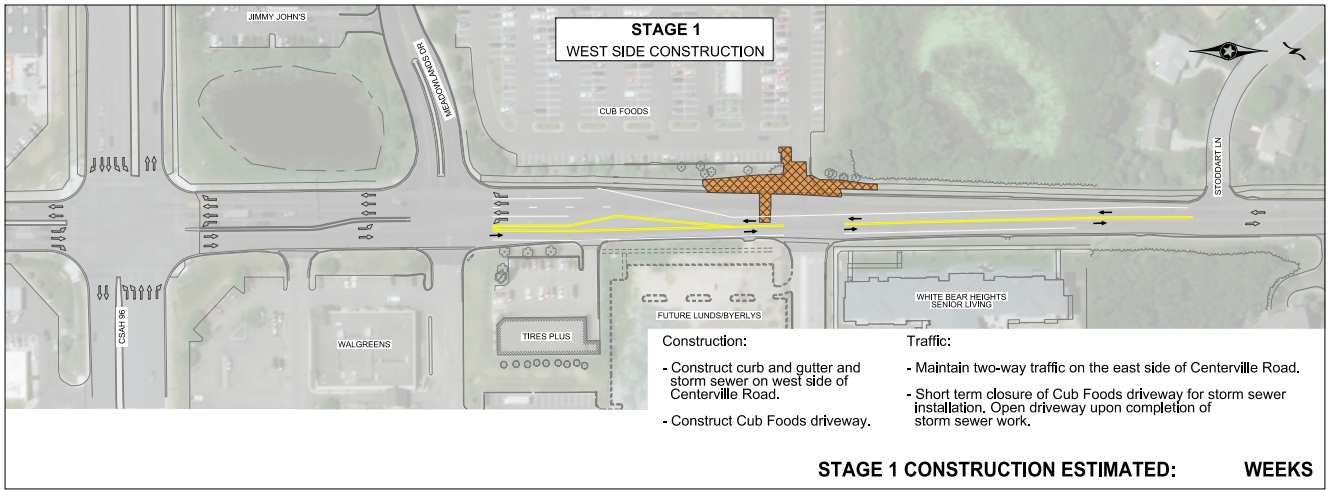 JIMMY JOHN'S
STAGE 1
WEST SIDE CONSTRUCTION
MEADOWLANDS DR
CUB FOODS
STODDART LN
CSAH 96
WALGREENS
TIRES PLUS
FUTURE LUNDS/BYERLYS
WHITE BEAR HEIGHTS
SENIOR LIVING
Construction:
- Construct curb and gutter and
storm sewer on west side of
Centerville Road.
- Construct Cub Foods driveway.
Traffic:
- Maintain two-way traffic on the east side of Centerville Road.
- Short term closure of Cub Foods driveway for storm sewer
installation. Open driveway upon completion of
storm sewer work.
STAGE 1 CONSTRUCTION ESTIMATED: WEEKS